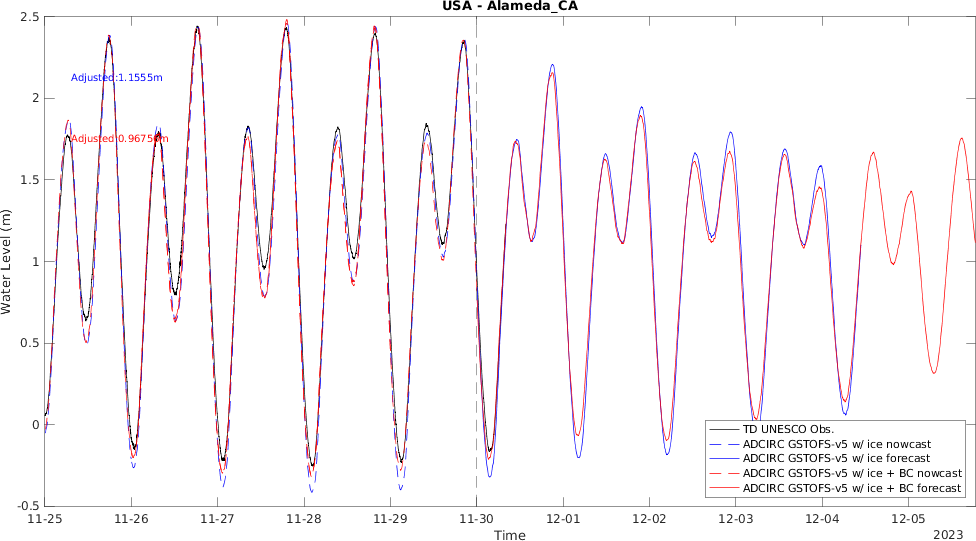 USA - Alameda_CA
2.5
2
1.5
1
0.5
0
-0.5
Water Level (m)
Adjusted:1.1555m
Adjusted:0.9675
TD UNESCO Obs.
ADCIRC GSTOFS-v5 w/ ice nowcast
ADCIRC GSTOFS-v5 w/ ice forecast
ADCIRC GSTOFS-v5 w/ ice + BC nowcast
ADCIRC GSTOFS-v5 w/ ice + BC forecast
11-25 11-26 11-27 11-28 11-29 11-30 12-01 12-02 12-03 12-04 12-05
Time
2023